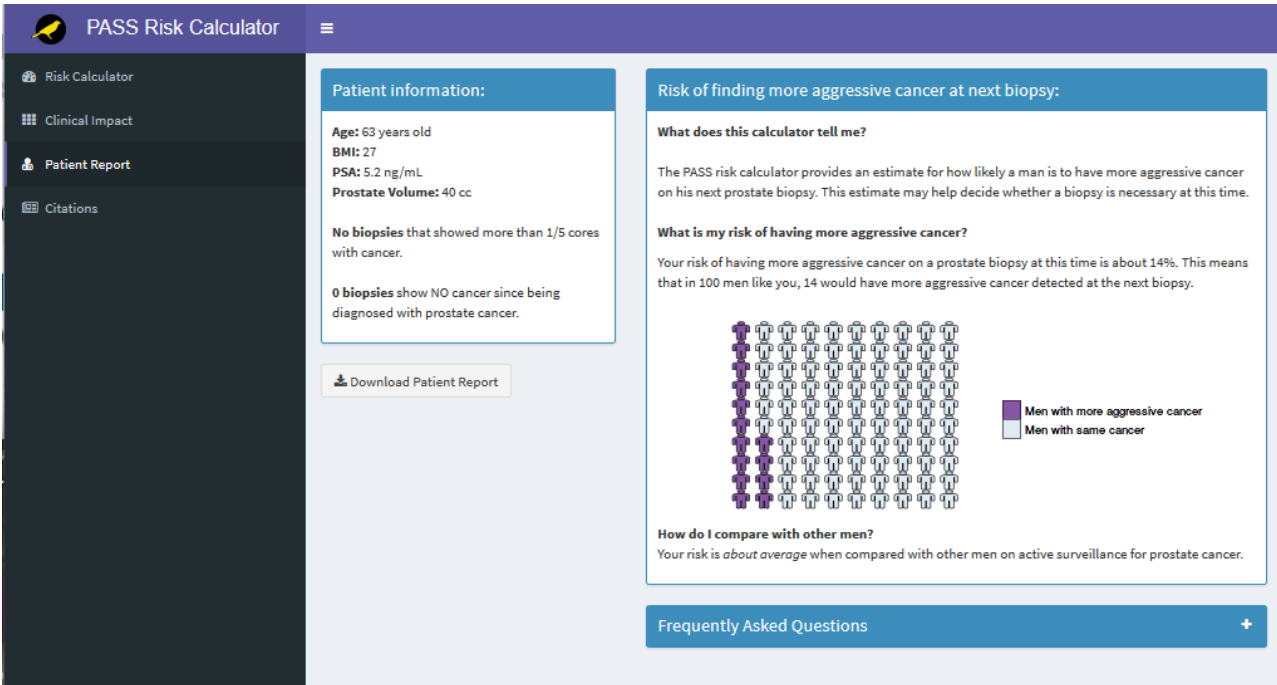 PASS Risk Calculator
Risk Calculator
Clinical Impact
Patient Report
Citations
Patient information:
Age: 63 years old
BMI: 27
PSA: 5.2 ng/mL
Prostate Volume: 40 cc
No biopsies that showed more than 1/5 cores
with cancer.
0 biopsies show NO cancer since being
diagnosed with prostate cancer.
Download Patient Report
Risk of finding more aggressive cancer at next biopsy:
What does this calculator tell me?
The PASS risk calculator provides an estimate for how likely a man is to have more aggressive cancer
on his next prostate biopsy. This estimate may help decide whether a biopsy is necessary at this time.
What is my risk of having more aggressive cancer?
Your risk of having more aggressive cancer on a prostate biopsy at this time is about 14%. This means
that in 100 men like you, 14 would have more aggressive cancer detected at the next biopsy.
Men with more aggressive cancer
Men with same cancer
How do I compare with other men?
Your risk is about average when compared with other men on active surveillance for prostate cancer.
Frequently Asked Questions